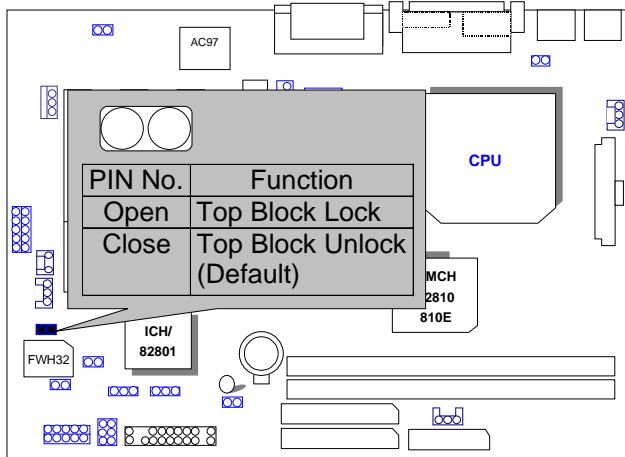 AC97
CPU
PIN No. Function
Open Top Block Lock
Close Top Block Unlock
(Default)
MCH
2810
810E
ICH/
82801
FWH32